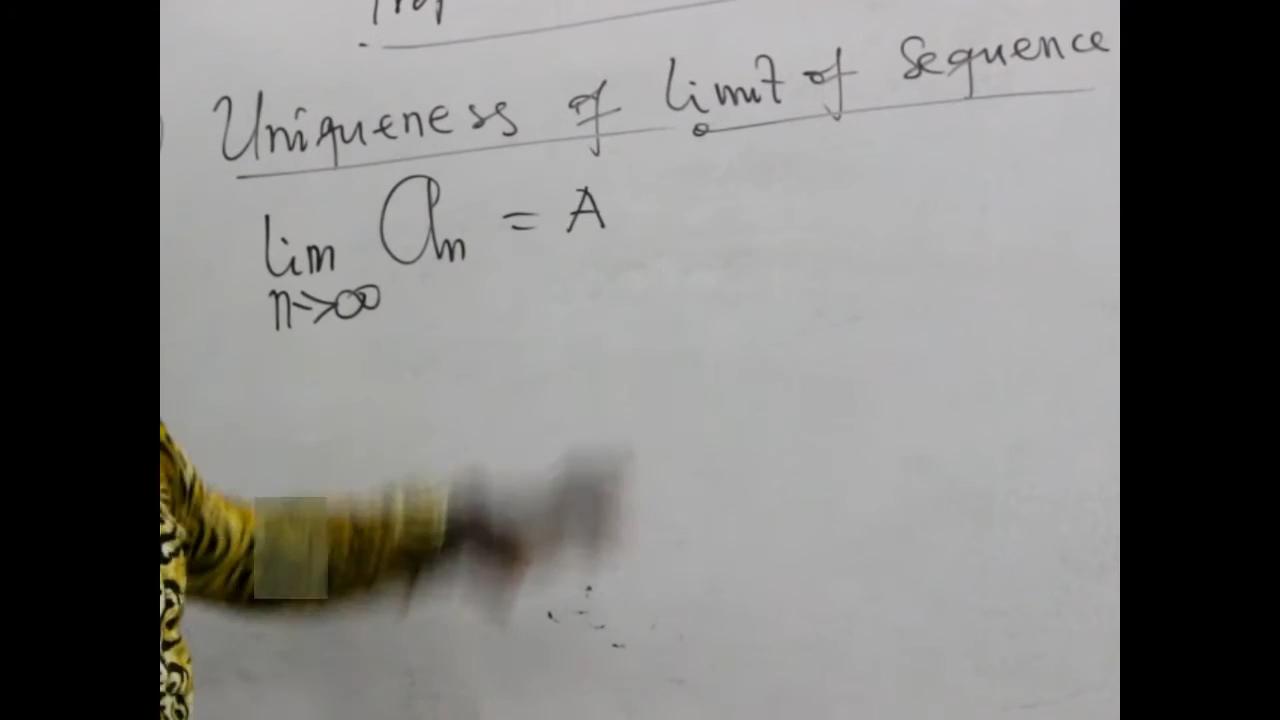 Uniqueness of Limit of Sequence
lim aₙ = A
n→∞